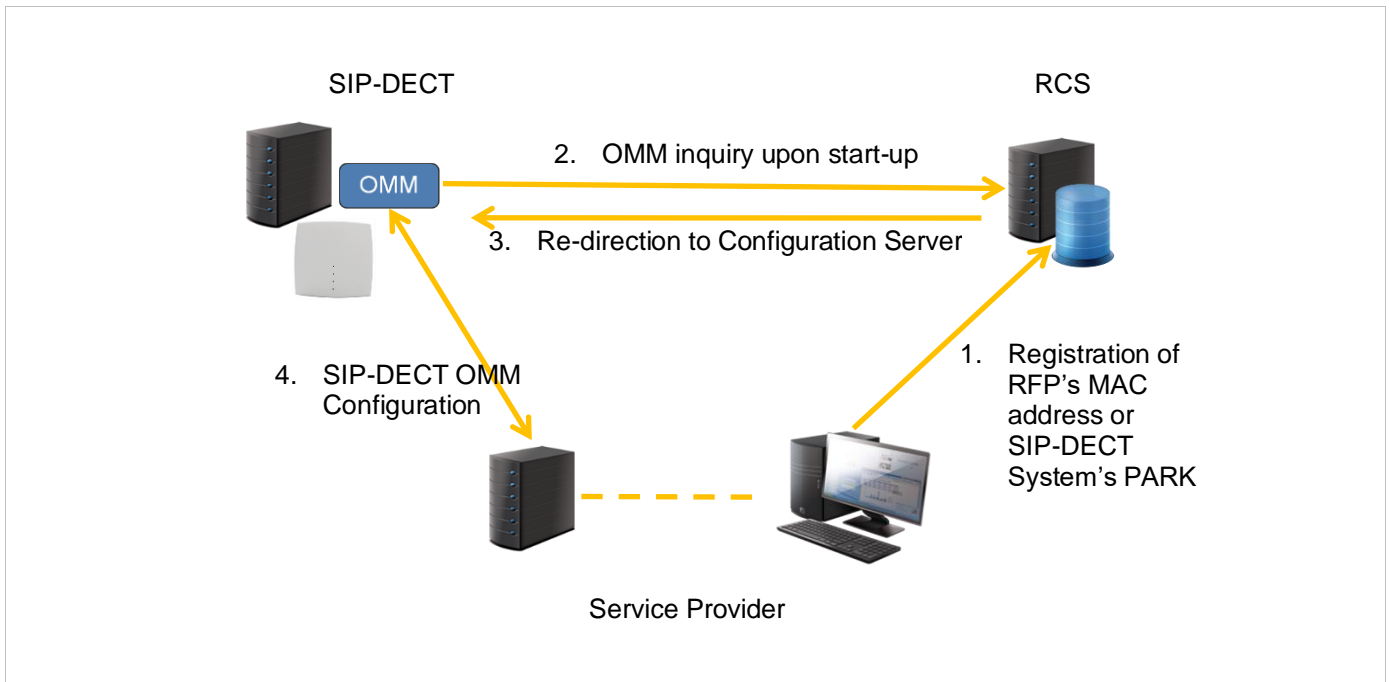 SIP-DECT
RCS
2. OMM inquiry upon start-up
OMM
3. Re-direction to Configuration Server
1. Registration of
RFP's MAC
address or
SIP-DECT
System's PARK
4. SIP-DECT OMM
Configuration
Service Provider